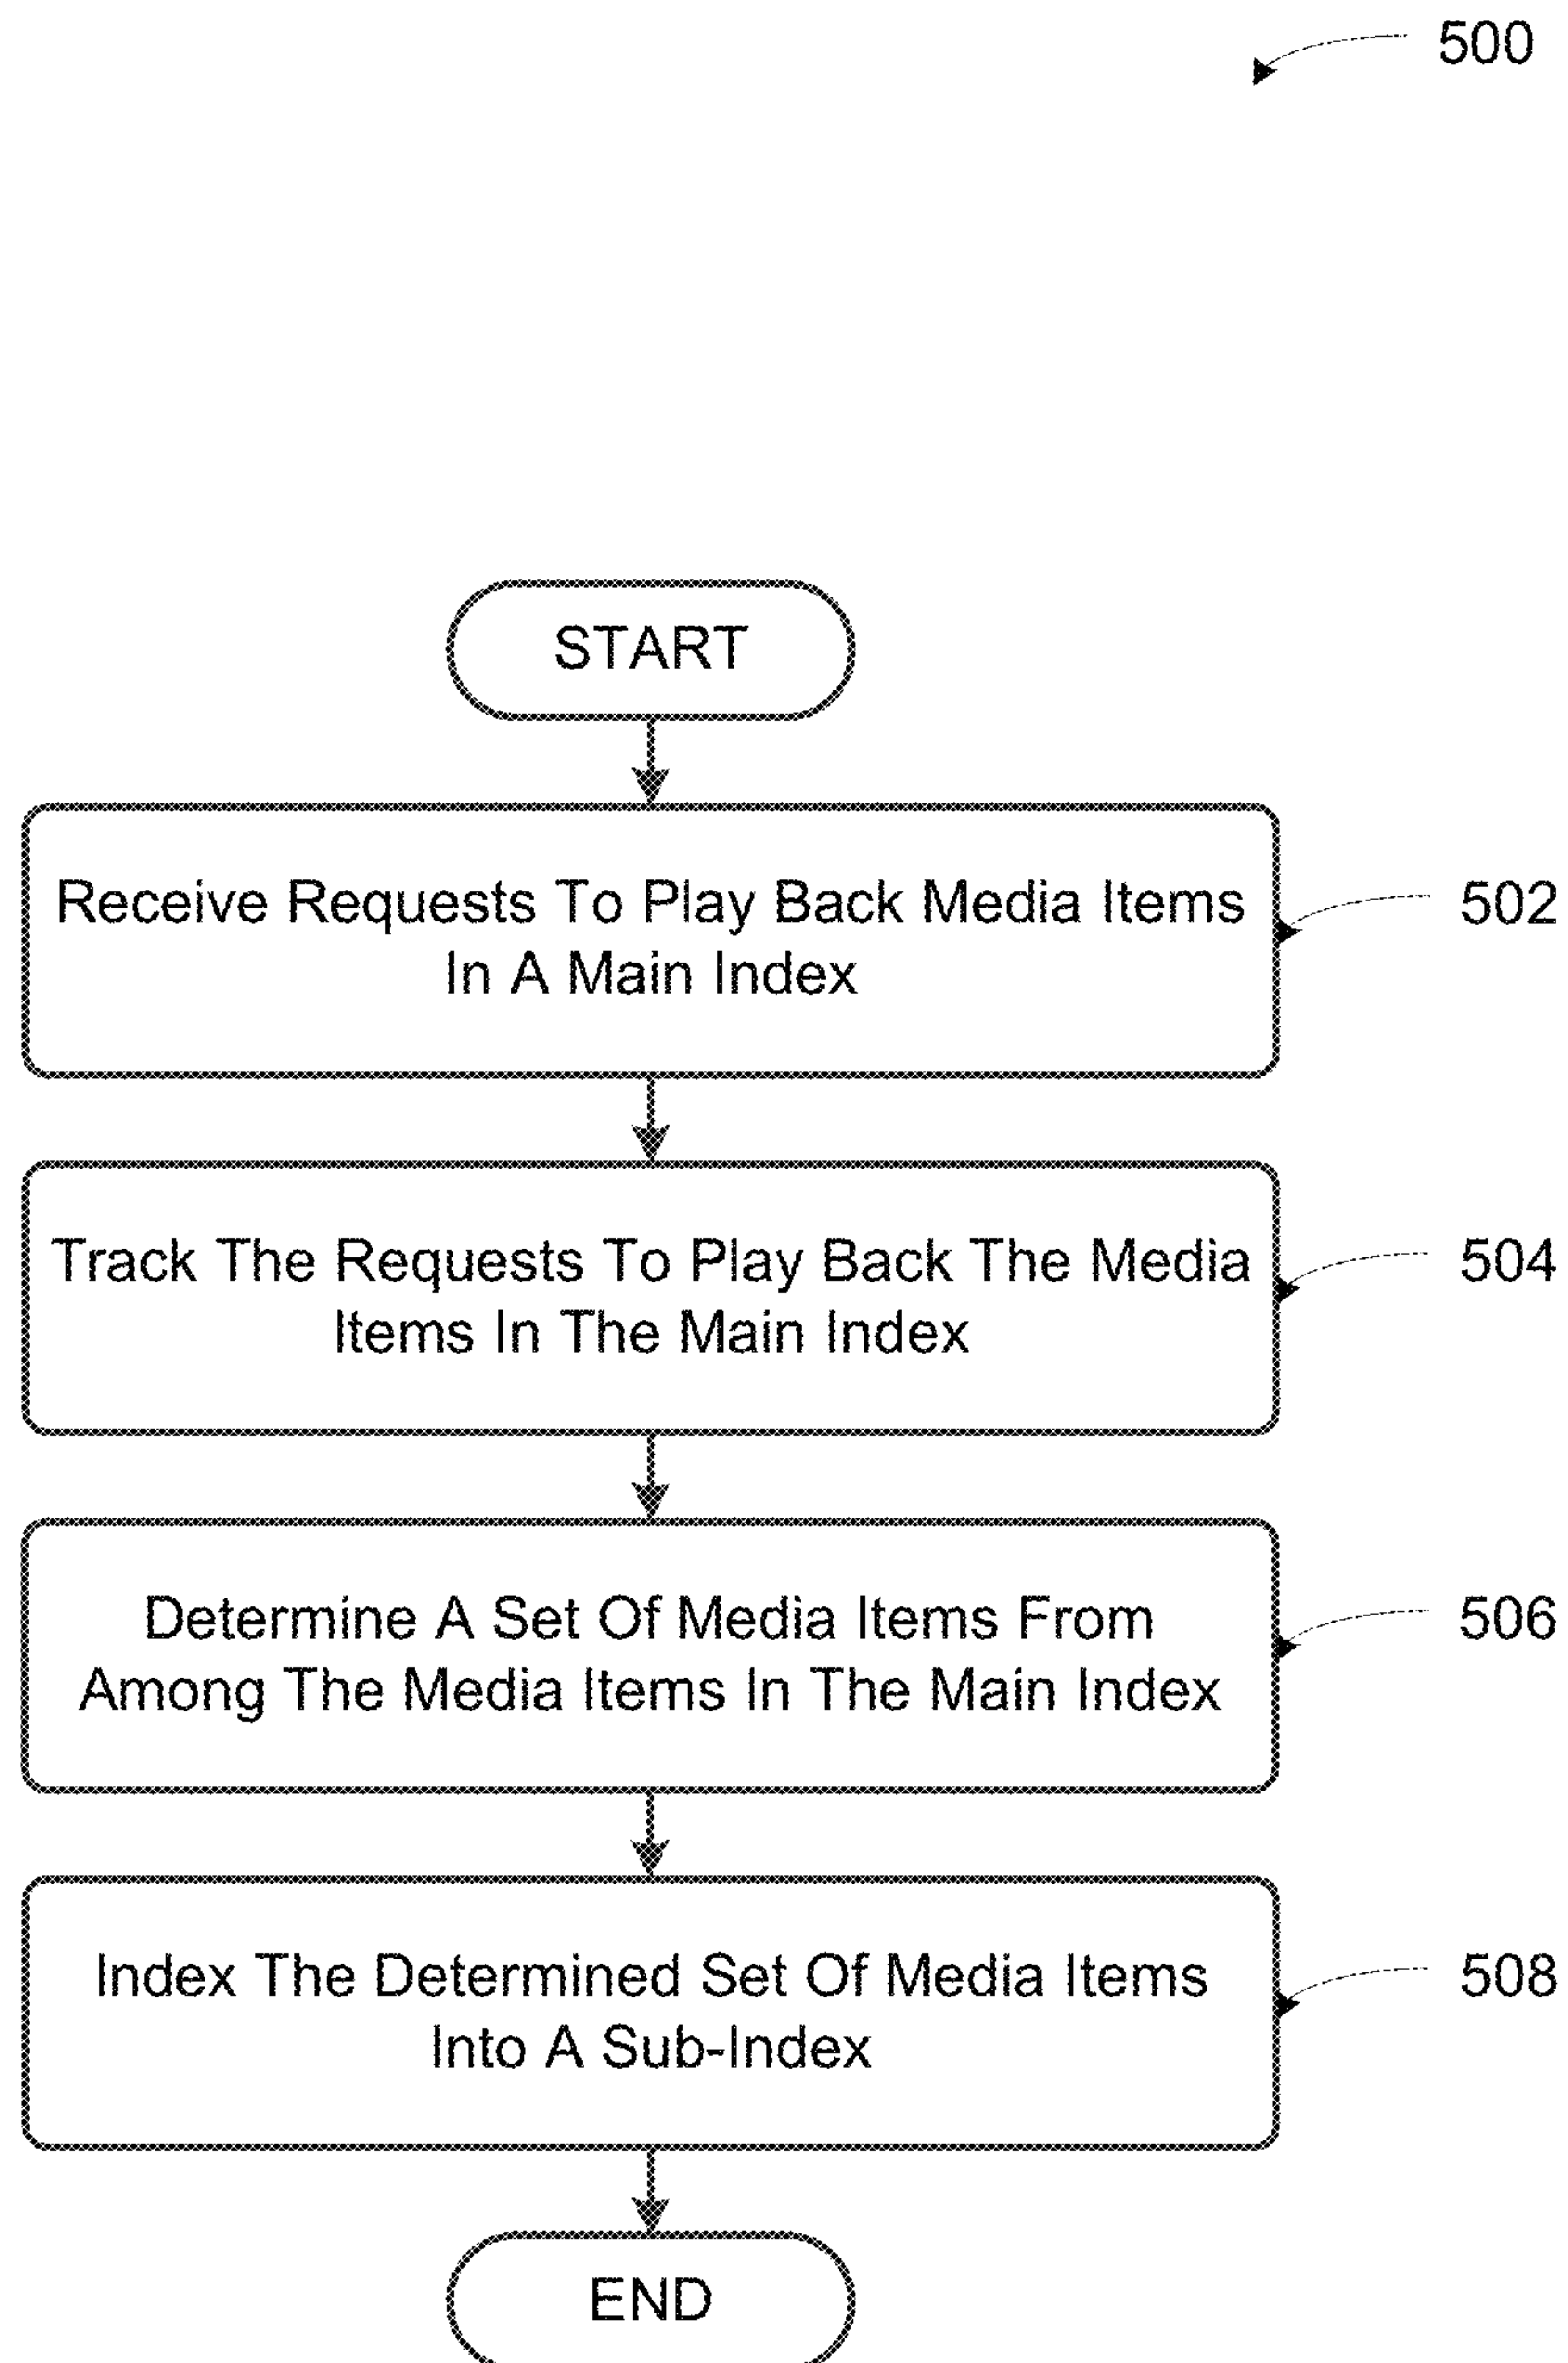 500
START
Receive Requests To Play Back Media Items
In A Main Index
502
Track The Requests To Play Back The Media
Items In The Main Index
504
Determine A Set Of Media Items From
Among The Media Items In The Main Index
506
Index The Determined Set Of Media Items
Into A Sub-Index
508
END